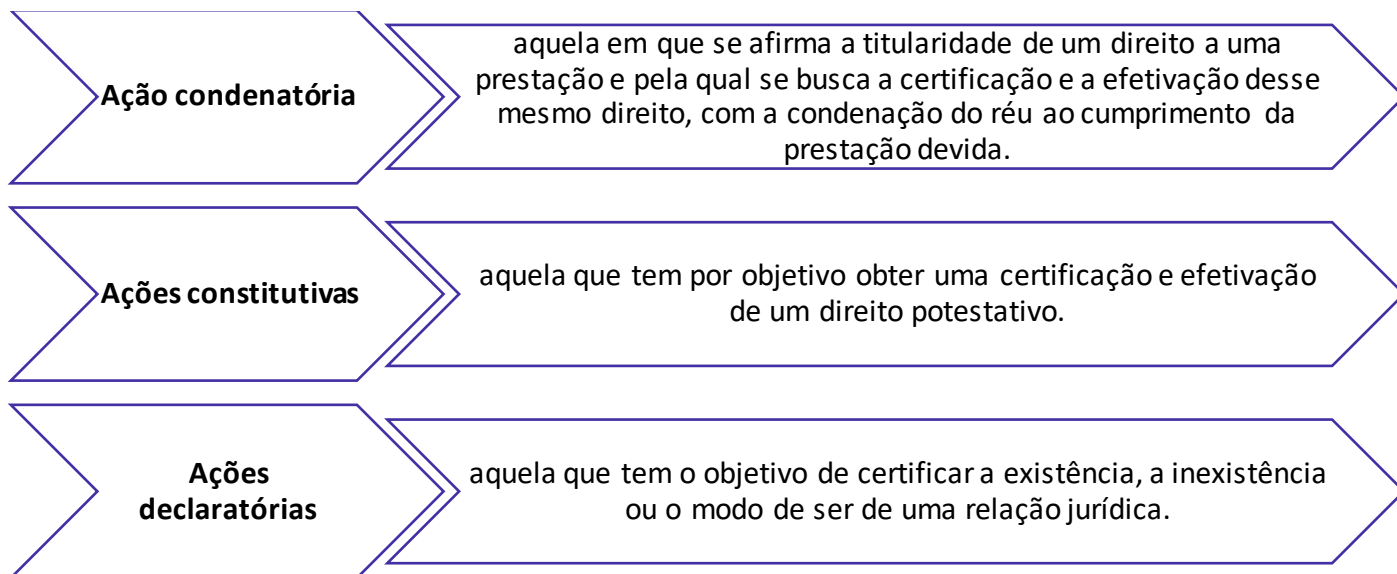 Ação condenatória
aquela em que se afirma a titularidade de um direito a uma
prestação e pela qual se busca a certificação e a efetivação desse
mesmo direito, com a condenação do réu ao cumprimento da
prestação devida.
Ações constitutivas
aquela que tem por objetivo obter uma certificação e efetivação
de um direito potestativo.
Ações
declaratórias
aquela que tem o objetivo de certificar a existência, a inexistência
ou o modo de ser de uma relação jurídica.